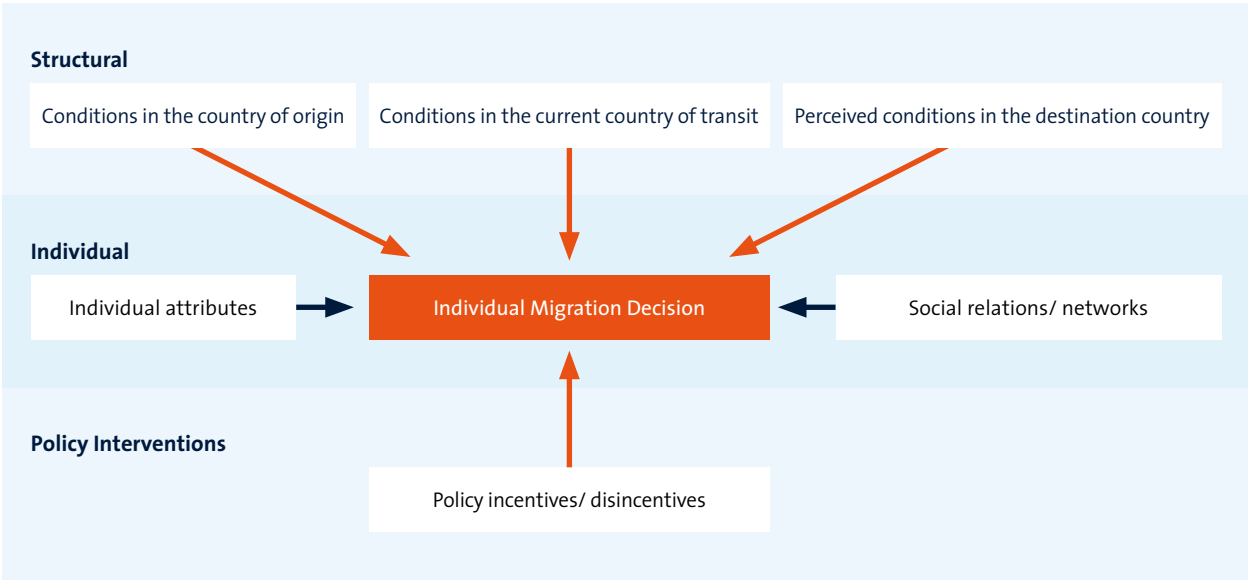 Structural
Conditions in the country of origin
Conditions in the current country of transit
Perceived conditions in the destination country
Individual
Individual attributes
Individual Migration Decision
Social relations/ networks
Policy Interventions
Policy incentives/ disincentives